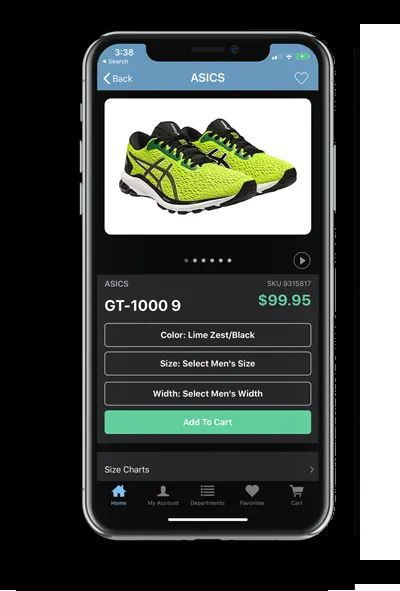 3:38
◀ Search
Back
ASICS
ASICS
SKU 9315817
GT-1000 9
$99.95
Color: Lime Zest/Black
Size: Select Men's Size
Width: Select Men's Width
Add To Cart
Size Charts
Home
My Account
Departments
Favorites
Cart